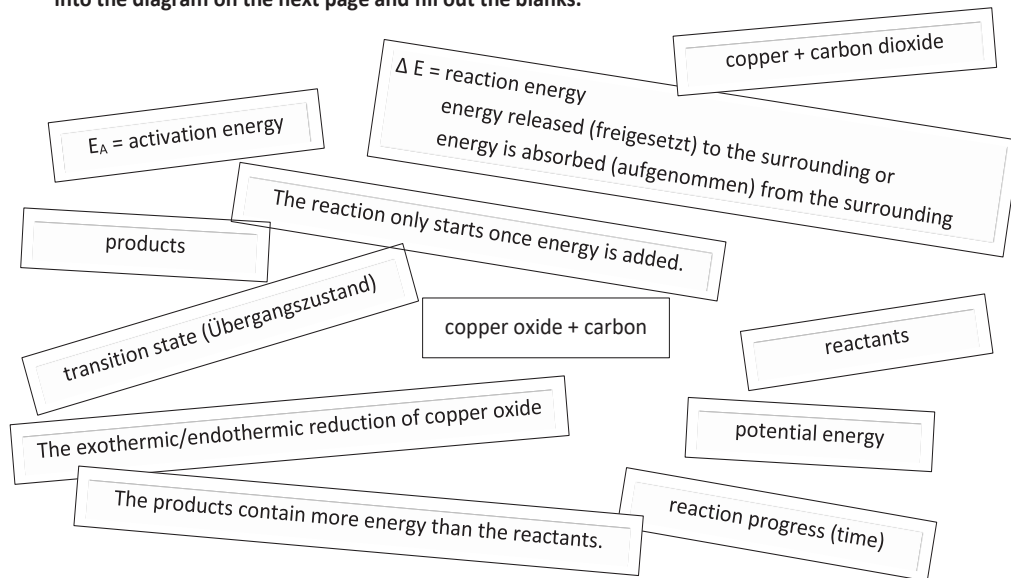 into the diagram on the next page and fill out the blanks.
copper + carbon dioxide
Δ E = reaction energy
energy released (freigesetzt) to the surrounding or
energy is absorbed (aufgenommen) from the surrounding
EA = activation energy
The reaction only starts once energy is added.
products
transition state (Übergangszustand)
copper oxide + carbon
reactants
The exothermic/endothermic reduction of copper oxide
potential energy
The products contain more energy than the reactants.
reaction progress (time)